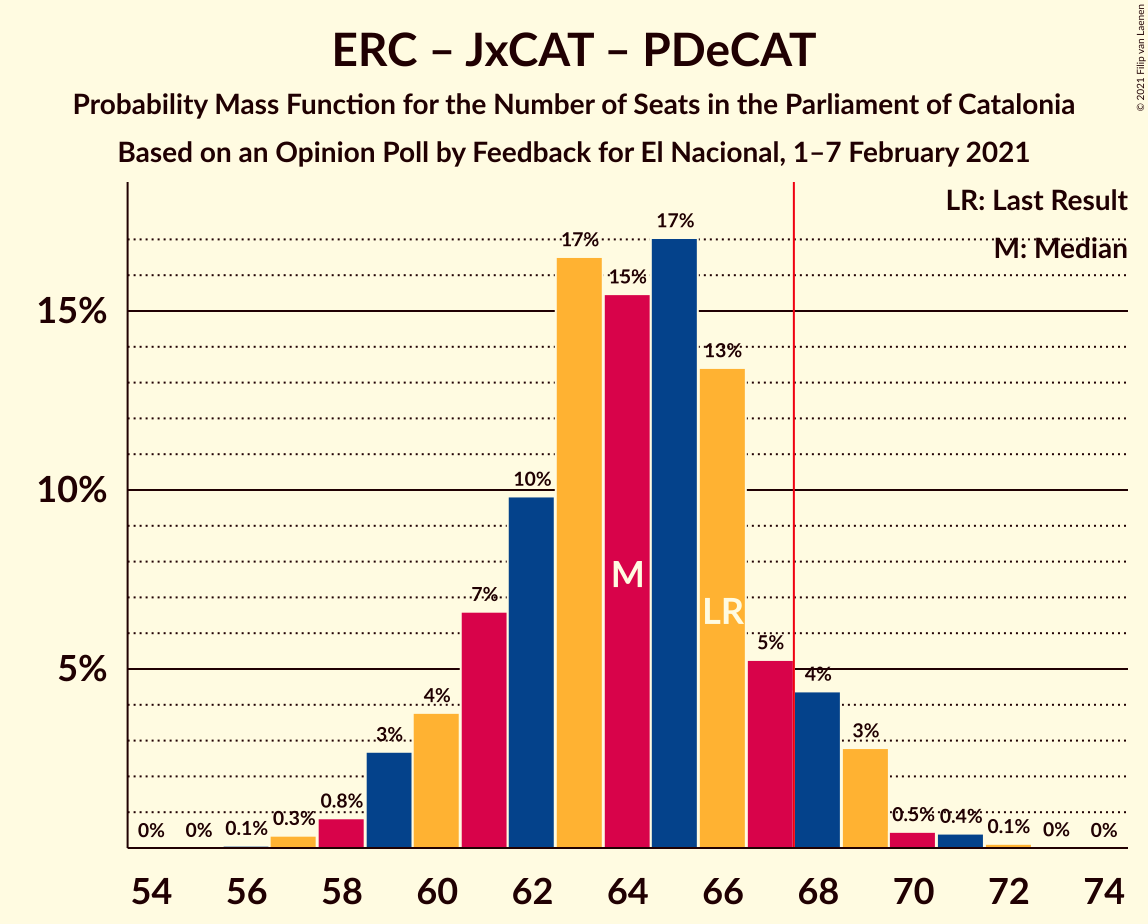 ERC – JxCAT – PDeCAT
Probability Mass Function for the Number of Seats in the Parliament of Catalonia
Based on an Opinion Poll by Feedback for El Nacional, 1–7 February 2021
© 2021 Filip van Laenen
LR: Last Result
M: Median
15%
10%
5%
0% 0% 0.1% 0.3% 0.8% 3% 4% 7% 10% 17% 15% 17% 13% 5% 4% 3% 0.5% 0.4% 0.1% 0% 0%
M
LR
54 56 58 60 62 64 66 68 70 72 74